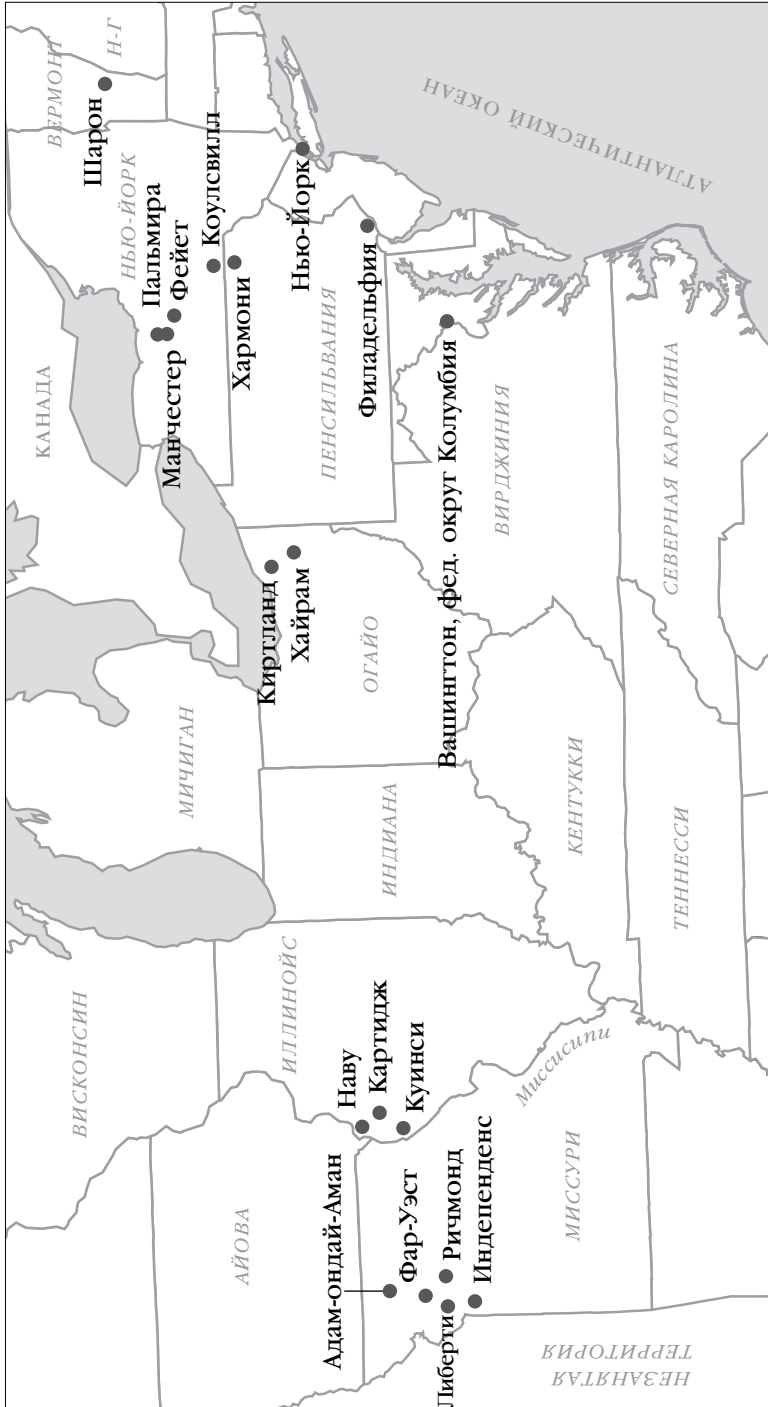 КАНАДА
ВЕРМОНТ
Н-Г
Шарон
НЬЮ-ЙОРК
Пальмира
Фейет
Манчестер
Коулсвилл
Хармони
Нью-Йорк
ПЕНСИЛЬВАНИЯ
Филадельфия
АТЛАНТИЧЕСКИЙ ОКЕАН
ВИСКОНСИН
МИЧИГАН
Киртланд
Хайрам
ОГАЙО
Вашингтон, фед. округ Колумбия
ВИРДЖИНИЯ
СЕВЕРНАЯ КАРОЛИНА
ИНДИАНА
КЕНТУККИ
ТЕННЕССИ
ИЛЛИНОЙС
Наву
Картидж
Куинси
Миссисипи
АЙОВА
Адам-ондай-Аман
Фар-Уэст
Ричмонд
Либерти
Индепенденс
МИССУРИ
НЕЗАНЯТАЯ
ТЕРРИТОРИЯ